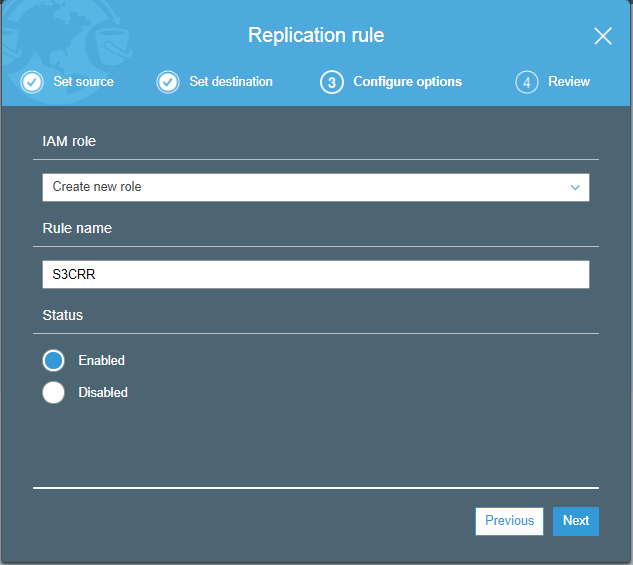 Replication rule
Set source
Set destination
3 Configure options
4 Review
IAM role
Create new role
Rule name
S3CRR
Status
Enabled
Disabled
Previous
Next